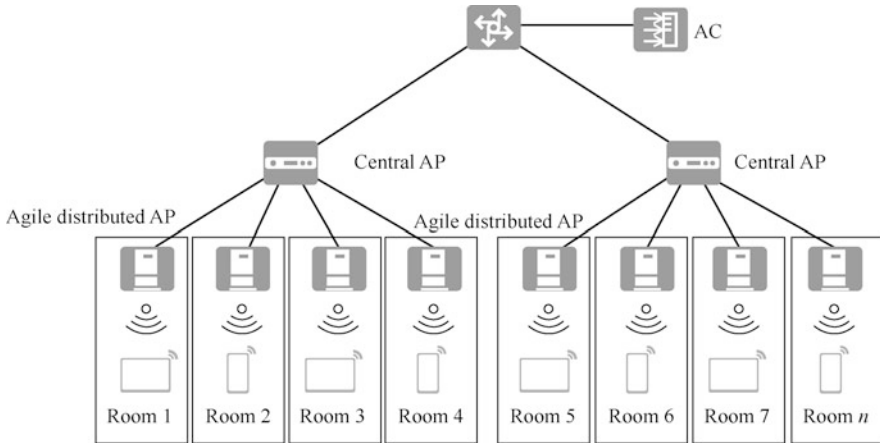 AC
Central AP
Central AP
Agile distributed AP
Agile distributed AP
Room 1
Room 2
Room 3
Room 4
Room 5
Room 6
Room 7
Room n